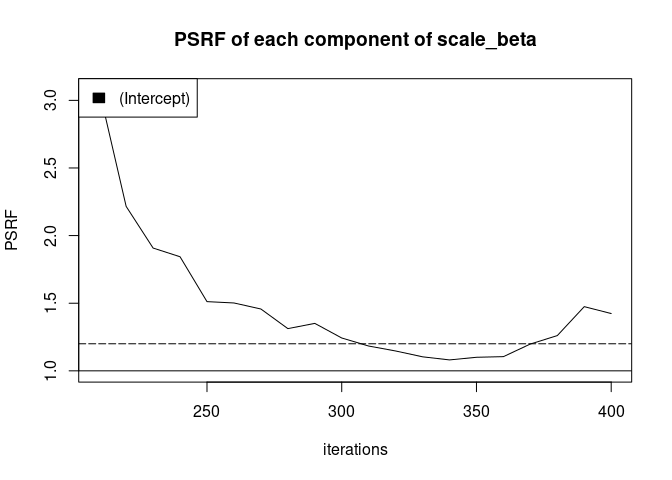 PSRF of each component of scale_beta
(Intercept)
PSRF
3.0
2.5
2.0
1.5
1.0
250 300 350 400
iterations